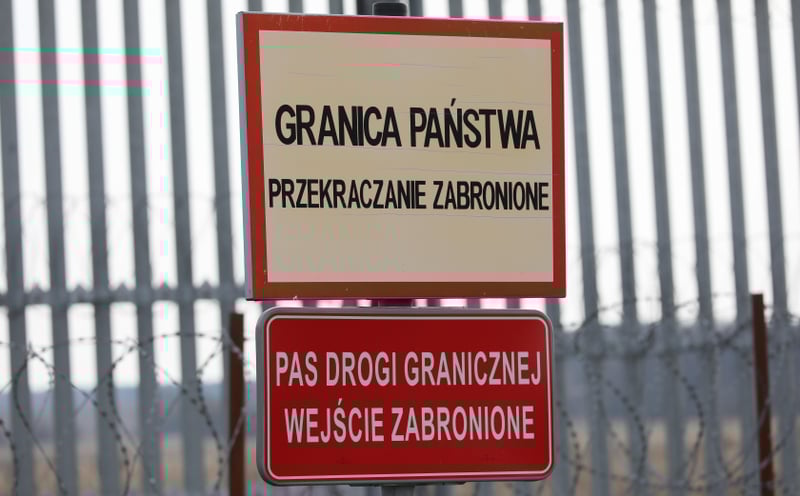 GRANICA PAŃSTWA
PRZEKRACZANIE ZABRONIONE
PAS DROGI GRANICZNEJ
WEJŚCIE ZABRONIONE